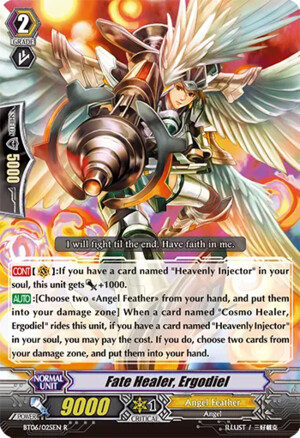 2
GRADE
SHIELD
5000
I will fight til the end. Have faith in me.
CONT 【 】:If you have a card named "Heavenly Injector" in your
soul, this unit gets +1000.
AUTO :[Choose two «Angel Feather» from your hand, and put them
into your damage zone] When a card named "Cosmo Healer,
Ergodiel" rides this unit, if you have a card named "Heavenly Injector"
in your soul, you may pay the cost. If you do, choose two cards from
your damage zone, and put them into your hand.
NORMAL
UNIT
Fate Healer, Ergodiel
POWER
9000
1
CRITICAL
Angel Feather
Angel
BT06/025EN R
ILLUST / 三好載克